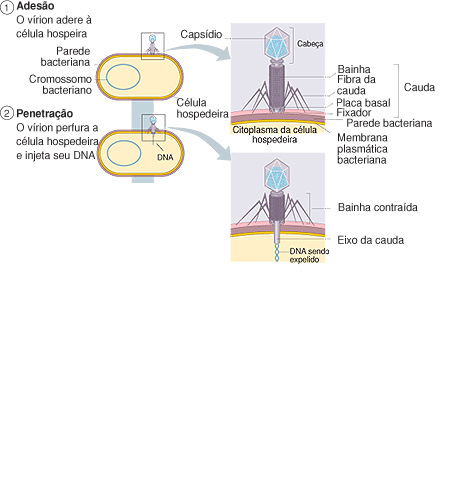 1 Adesão
O vírion adere à
célula hospeira
Parede
bacteriana
Cromossomo
bacteriano
Capsídio
Cabeça
Bainha
Fibra da
cauda
Placa basal
Fixador
Cauda
Parede bacteriana
Citoplasma da célula
hospedeira
Membrana
plasmática
bacteriana
2 Penetração
O vírion perfura a
célula hospedeira
e injeta seu DNA
Célula
hospedeira
DNA
Bainha contraída
Eixo da cauda
DNA sendo
expelido